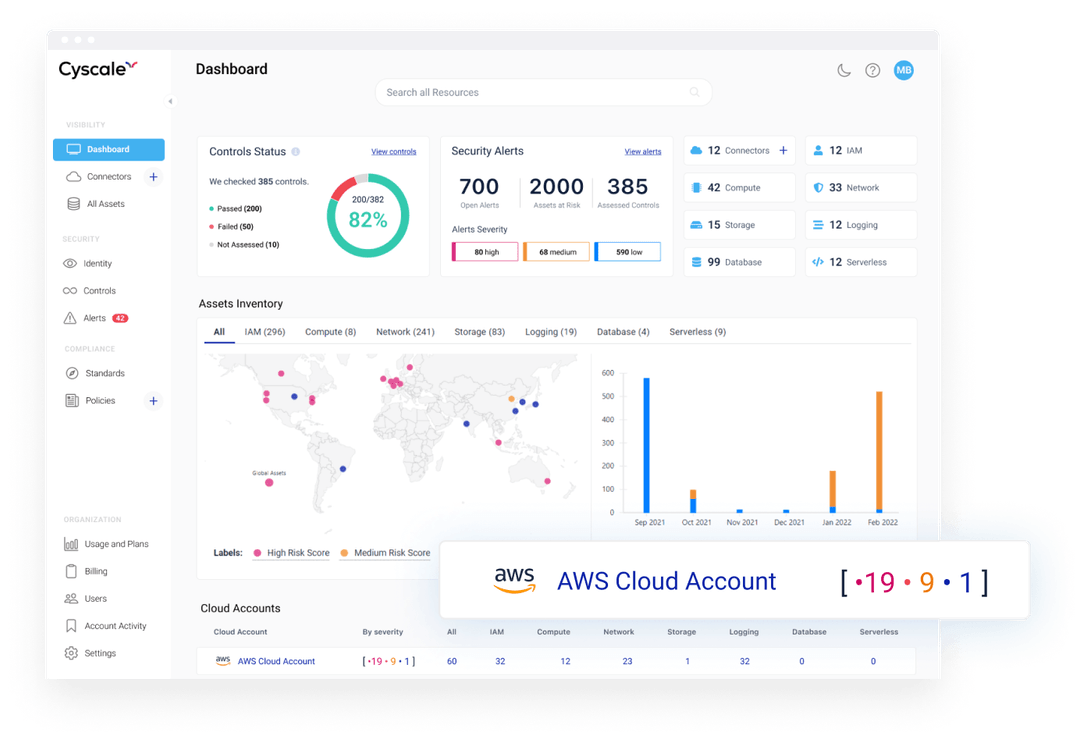 Cyscale
Dashboard
MB
Search all Resources
VISIBILITY
Dashboard
Connectors +
All Assets
SECURITY
Identity
Controls
Alerts 42
COMPLIANCE
Standards
Policies +
ORGANIZATION
Usage and Plans
Billing
Users
Account Activity
Settings
Controls Status View controls
We checked 385 controls.
Passed (200)
Failed (50)
Not Assessed (10)
200/382
82%
Security Alerts View alerts
700 2000 385
Open Alerts Assets at Risk Assessed Controls
Alerts Severity
80 high 68 medium 590 low
12 Connectors + 12 IAM
42 Compute 33 Network
15 Storage 12 Logging
99 Database 12 Serverless
Assets Inventory
All IAM (296) Compute (8) Network (241) Storage (83) Logging (19) Database (4) Serverless (9)
Global Assets
600
500
400
300
200
100
0
Sep 2021 Oct 2021 Nov 2021 Dec 2021 Jan 2022 Feb 2022
Labels: High Risk Score Medium Risk Score
aws AWS Cloud Account [ •19 • 9 • 1 ]
Cloud Accounts
Cloud Account By severity All IAM Compute Network Storage Logging Database Serverless
aws AWS Cloud Account [ •19 • 9 • 1 ] 60 32 12 23 1 32 0 0